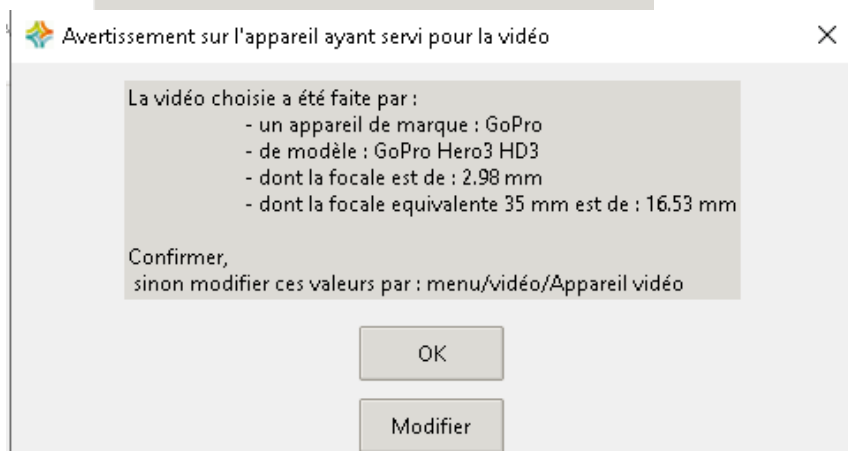 Avertissement sur l'appareil ayant servi pour la vidéo
La vidéo choisie a été faite par :
- un appareil de marque : GoPro
- de modèle : GoPro Hero3 HD3
- dont la focale est de : 2.98 mm
- dont la focale equivalente 35 mm est de : 16.53 mm
Confirmer,
sinon modifier ces valeurs par : menu/vidéo/Appareil vidéo
OK
Modifier